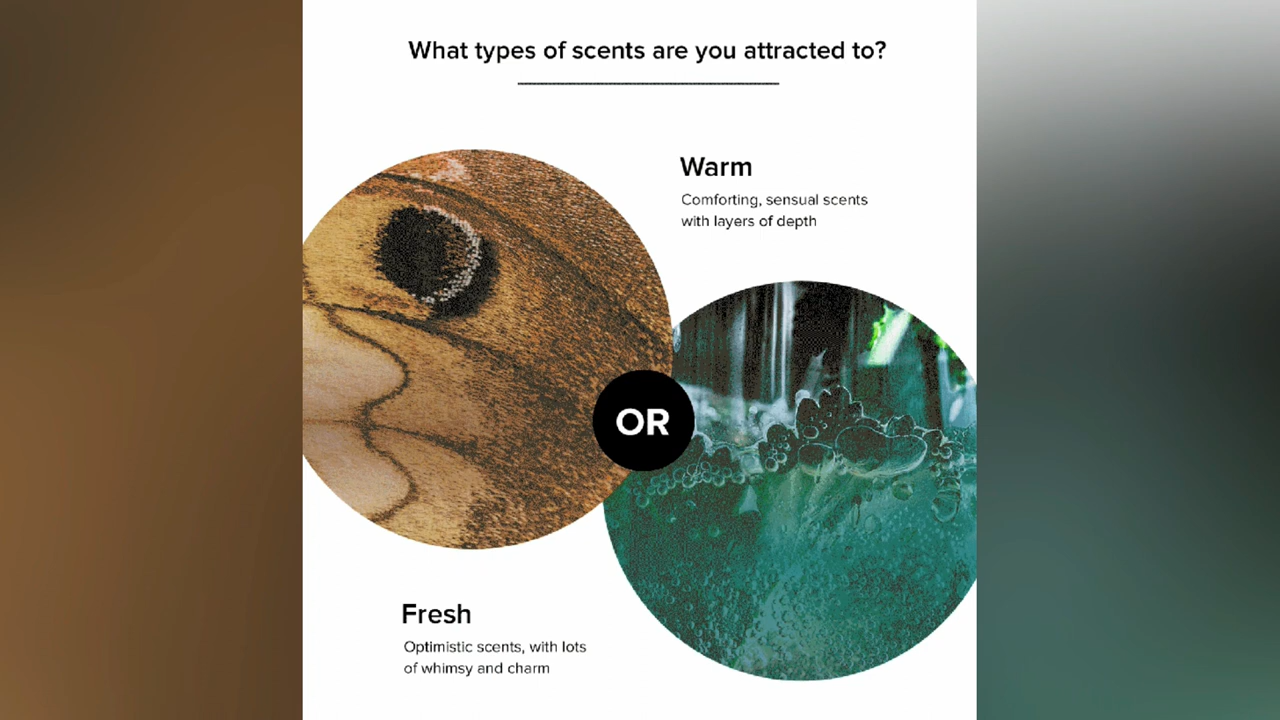 What types of scents are you attracted to?
Warm
Comforting, sensual scents
with layers of depth
OR
Fresh
Optimistic scents, with lots
of whimsy and charm